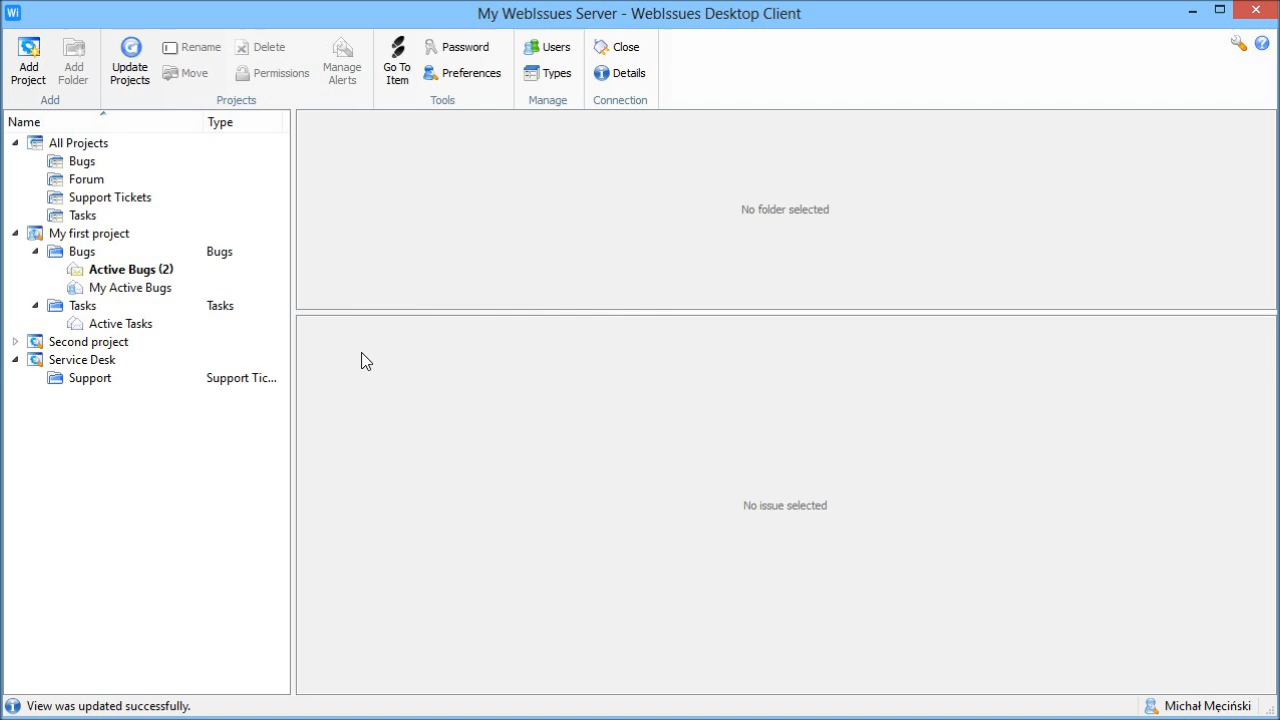 Wi
My WebIssues Server - WebIssues Desktop Client
Add Project
Add Folder
Add
Update Projects
Rename
Move
Delete
Permissions
Manage Alerts
Projects
Go To Item
Password
Preferences
Tools
Users
Types
Manage
Close
Details
Connection
Name Type
All Projects
Bugs
Forum
Support Tickets
Tasks
My first project
Bugs Bugs
Active Bugs (2)
My Active Bugs
Tasks Tasks
Active Tasks
Second project
Service Desk
Support Support Tic...
No folder selected
No issue selected
View was updated successfully.
Michał Męciński